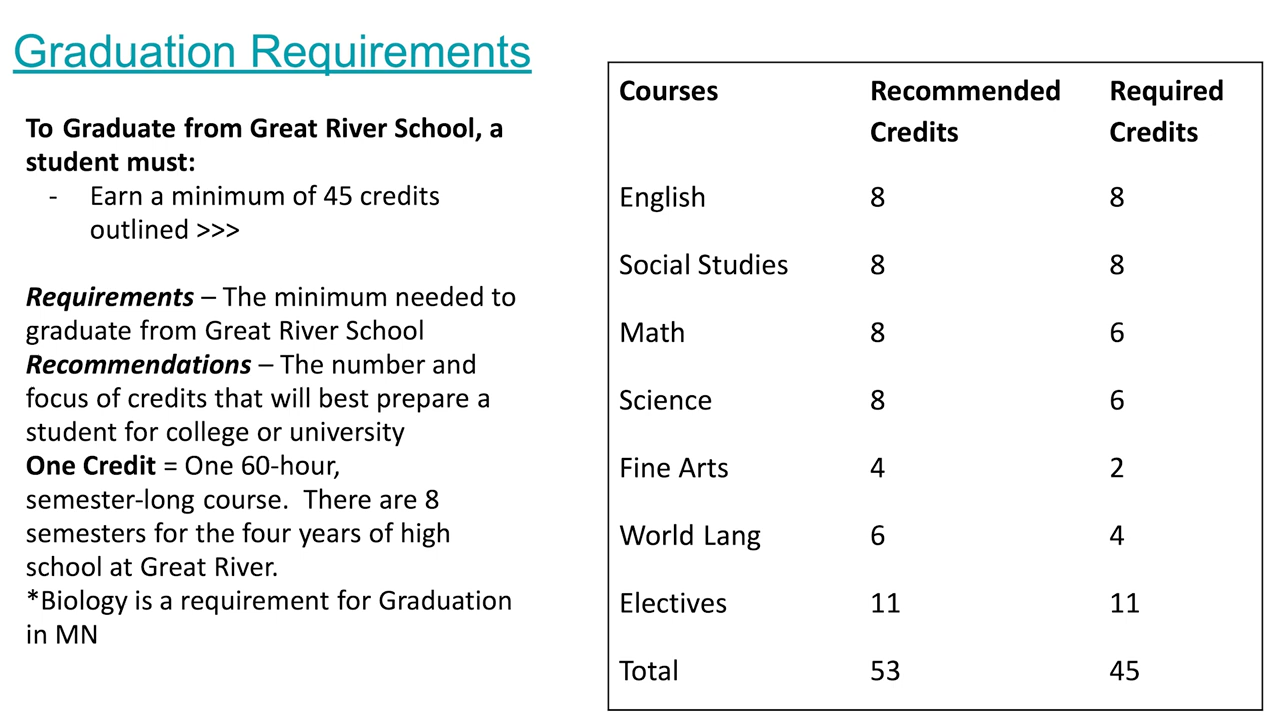 Graduation Requirements
To Graduate from Great River School, a
student must:
- Earn a minimum of 45 credits
outlined >>>
Requirements – The minimum needed to
graduate from Great River School
Recommendations – The number and
focus of credits that will best prepare a
student for college or university
One Credit = One 60-hour,
semester-long course.  There are 8
semesters for the four years of high
school at Great River.
*Biology is a requirement for Graduation
in MN
Courses Recommended Required
Credits Credits
English 8 8
Social Studies 8 8
Math 8 6
Science 8 6
Fine Arts 4 2
World Lang 6 4
Electives 11 11
Total 53 45